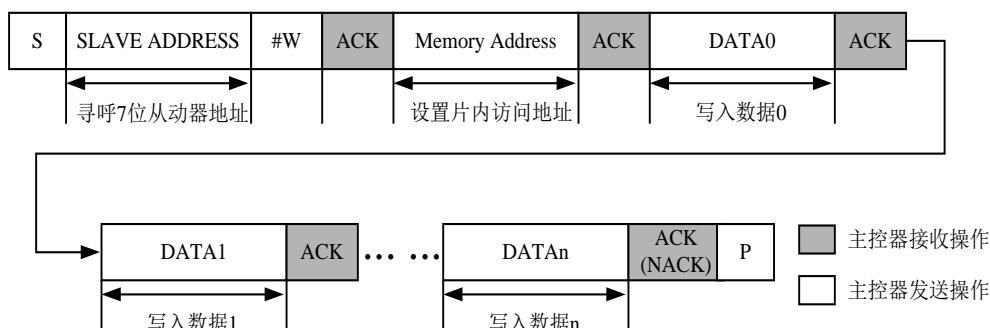 S SLAVE ADDRESS #W ACK Memory Address ACK DATA0 ACK
寻呼7位从动器地址 设置片内访问地址 写入数据0
DATA1 ACK ... ... DATAn ACK (NACK) P
主控器接收操作
主控器发送操作
写入数据1 写入数据n